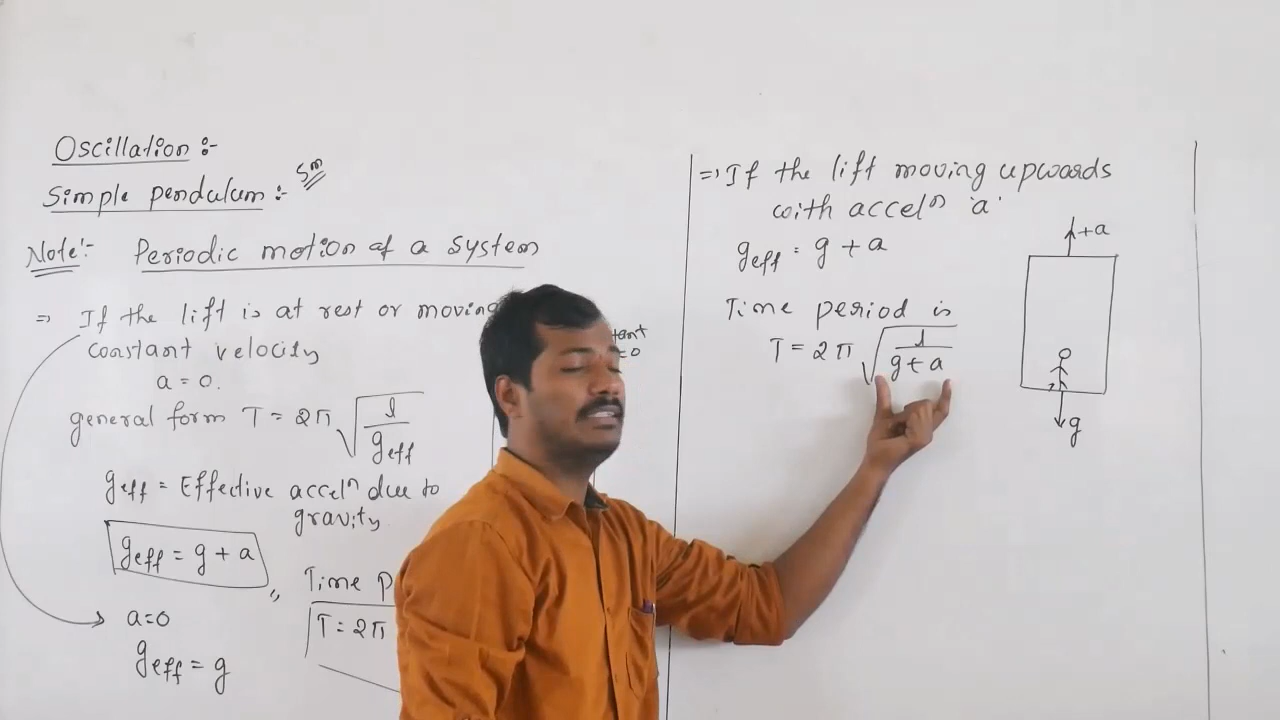 Oscillation :-
Simple pendulum :- 5m
Note:- Periodic motion of a system
⇒ If the lift is at rest or moving
constant velocity
a = 0.
general form T = 2π √(l/geff)
geff = Effective accelⁿ due to
gravity.
geff = g + a
a=0
geff = g
Time P
T = 2π
tant
=0
⇒ If the lift moving upwards
with accelⁿ 'a'
geff = g + a
Time period is
T = 2π √(l/(g+a))
+a
g